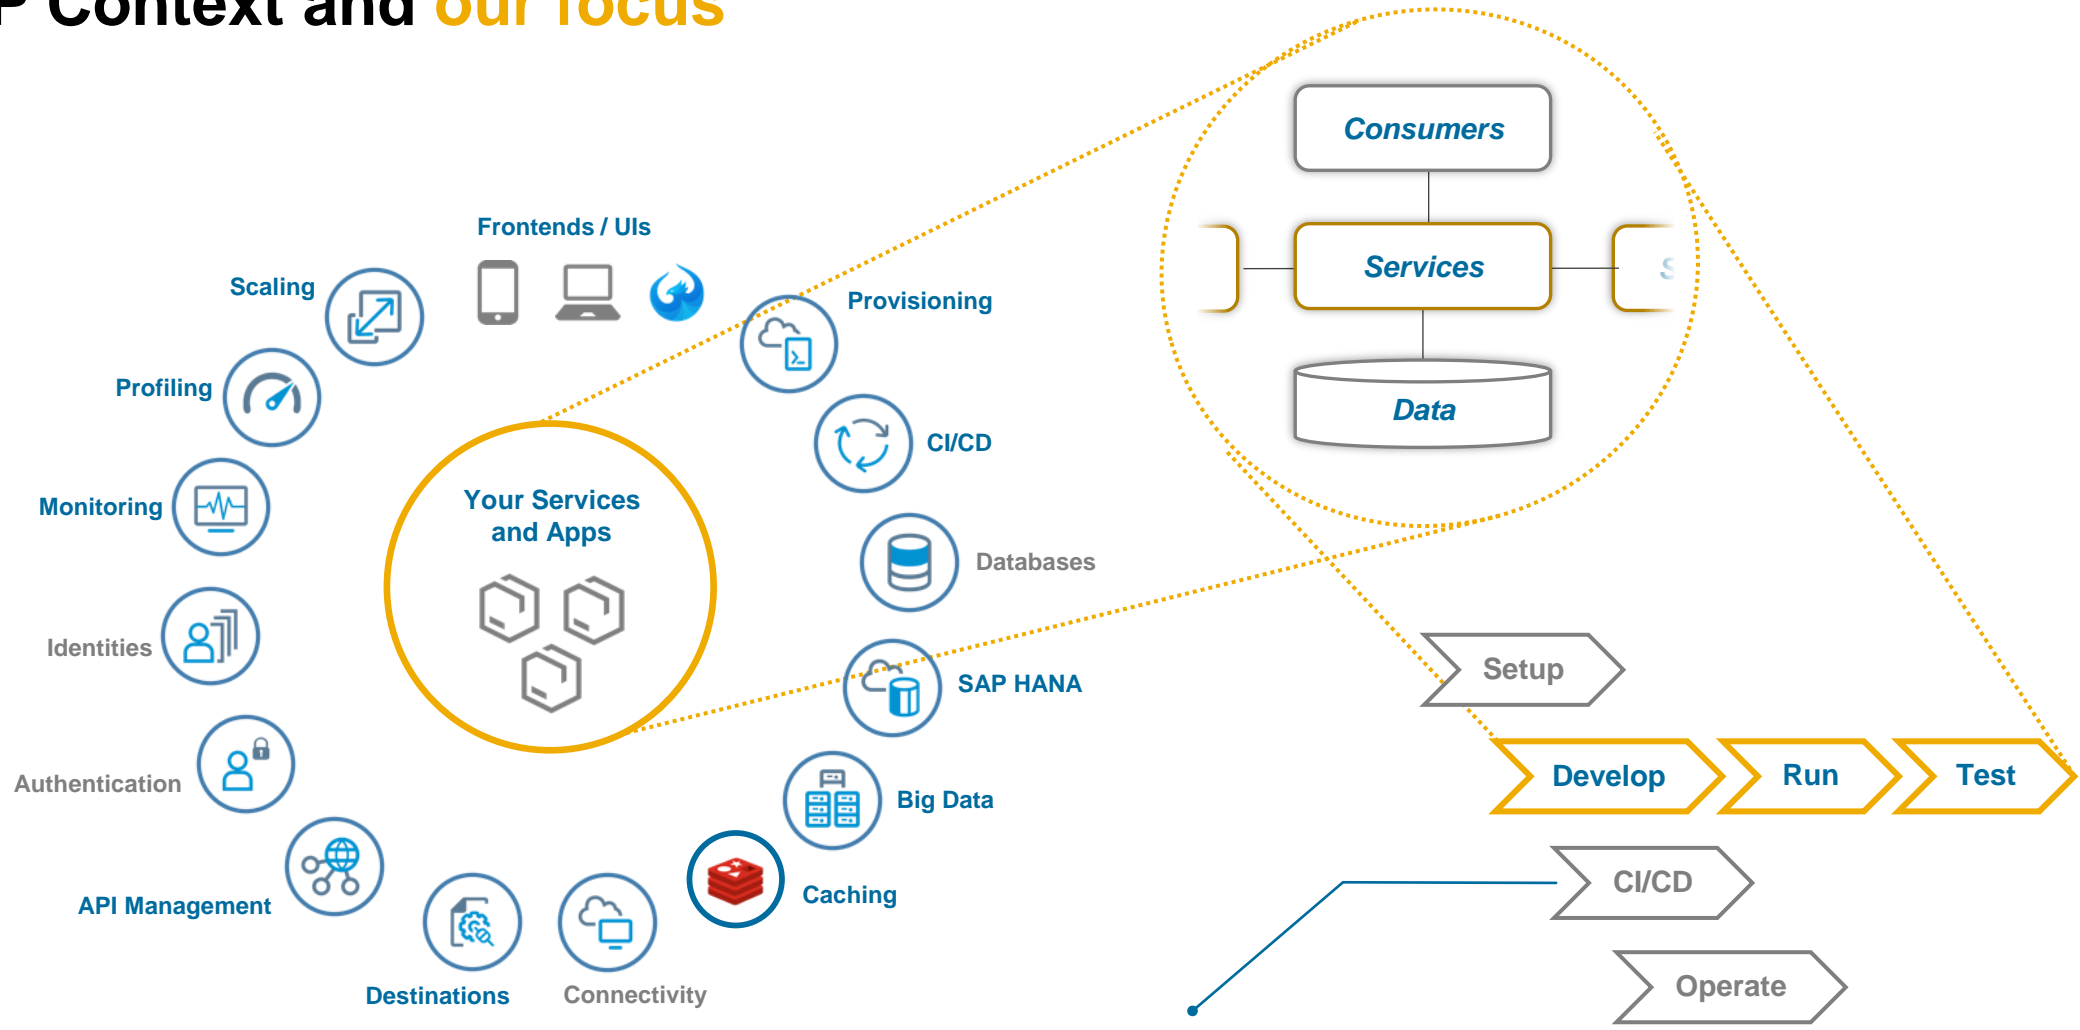 P Context and our focus
Consumers
Services
S
Data
Frontends / UIs
Scaling
Provisioning
Profiling
CI/CD
Monitoring
Your Services
and Apps
Databases
Identities
SAP HANA
Authentication
Big Data
API Management
Caching
Destinations
Connectivity
Setup
Develop
Run
Test
CI/CD
Operate